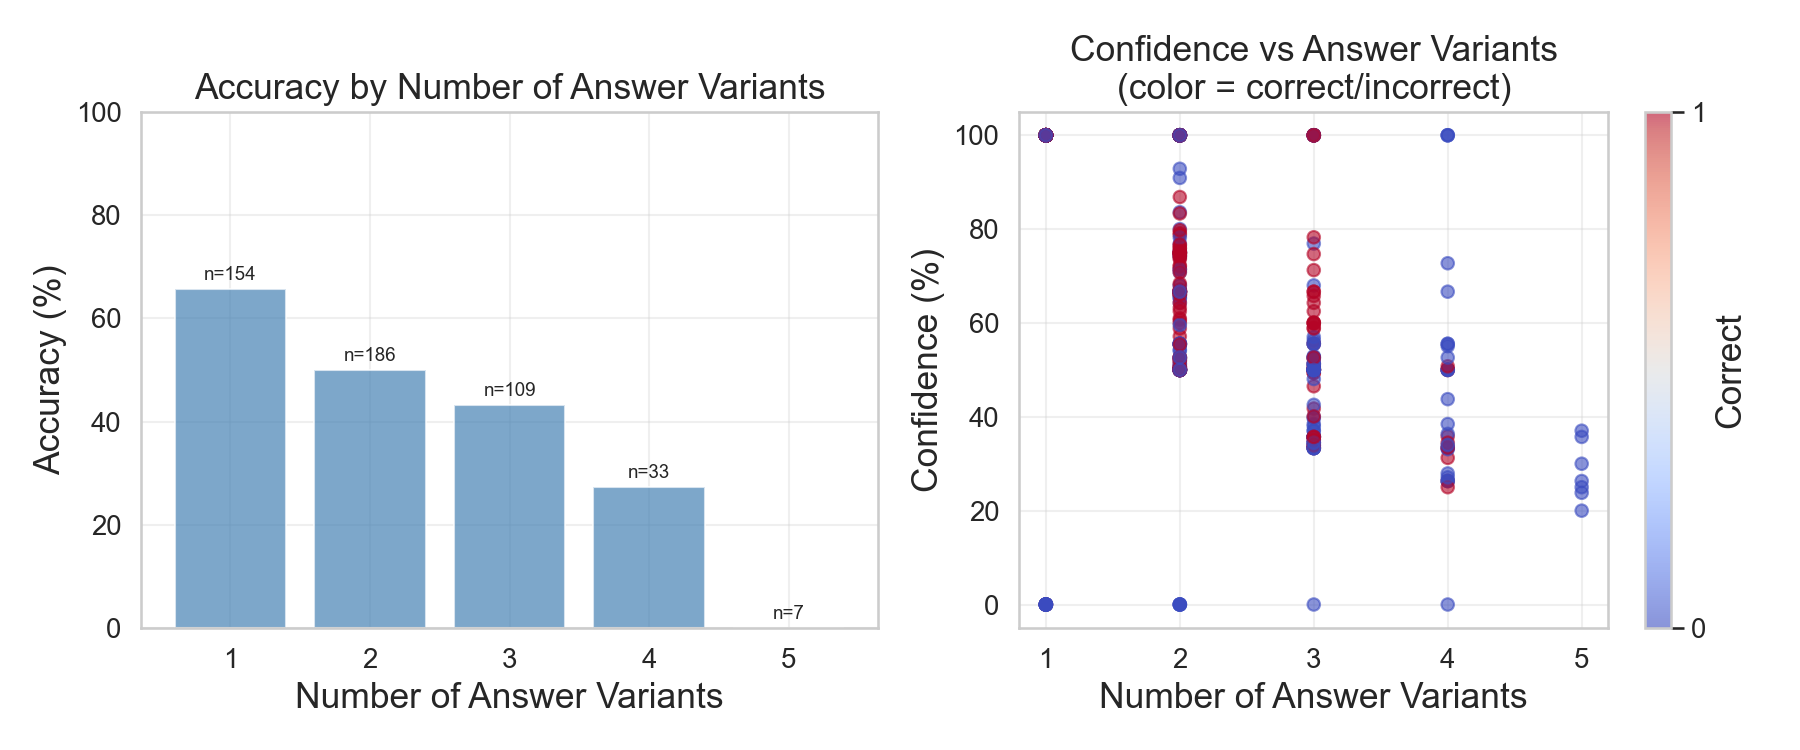 Accuracy by Number of Answer Variants
100
80
60
40
20
0
Accuracy (%)
n=154
n=186
n=109
n=33
n=7
1 2 3 4 5
Number of Answer Variants
Confidence vs Answer Variants
(color = correct/incorrect)
100
80
60
40
20
0
Confidence (%)
1 2 3 4 5
Number of Answer Variants
1
0
Correct